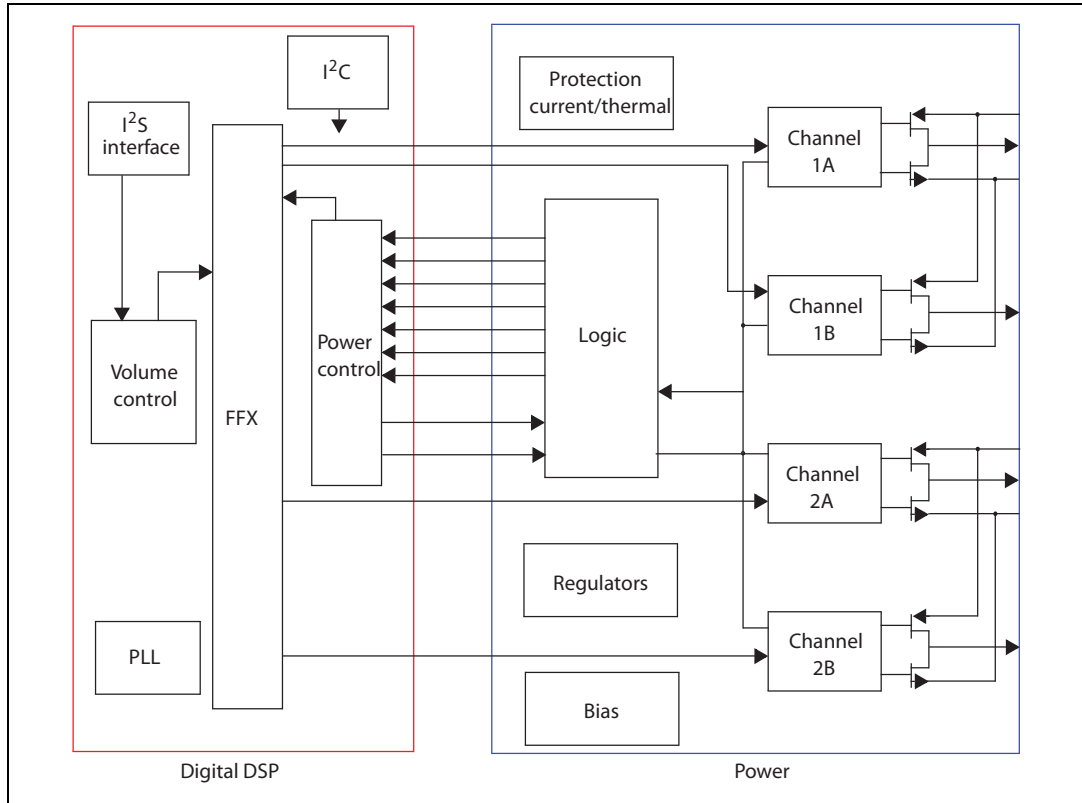 I²C
I²S
interface
Volume
control
FFX
Power
control
PLL
Digital DSP
Protection
current/thermal
Logic
Regulators
Bias
Channel
1A
Channel
1B
Channel
2A
Channel
2B
Power